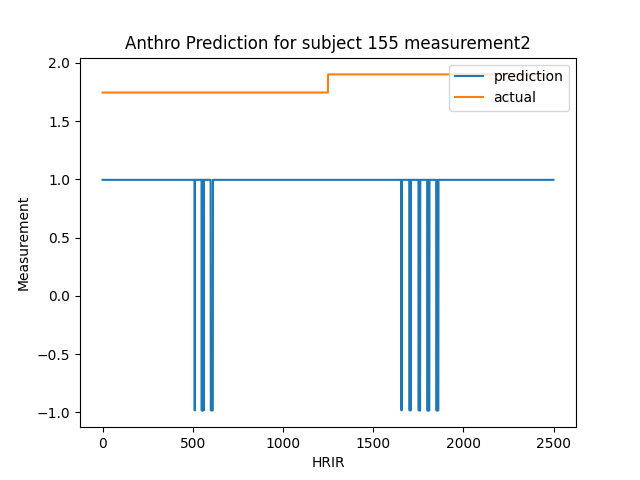 Anthro Prediction for subject 155 measurement2
prediction
actual
Measurement
2.0
1.5
1.0
0.5
0.0
−0.5
−1.0
0 500 1000 1500 2000 2500
HRIR